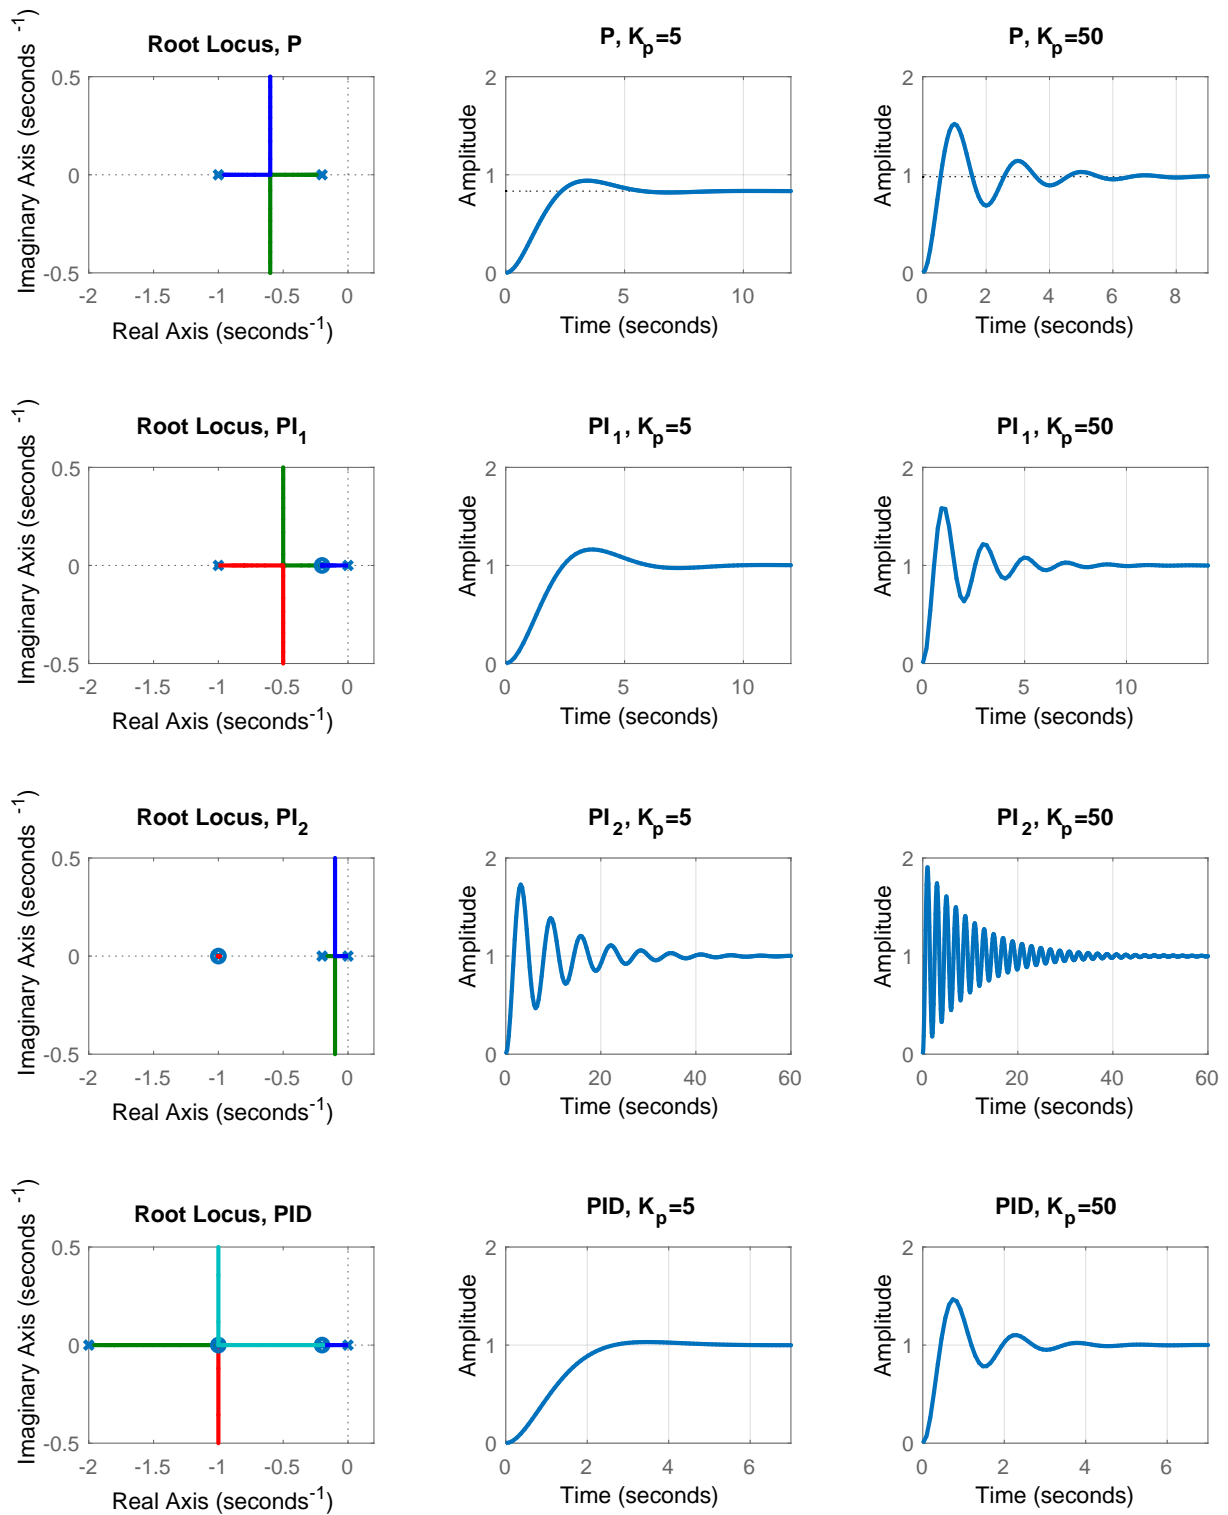 Root Locus, P
Imaginary Axis (seconds -1)
0.5
0
-0.5
-2 -1.5 -1 -0.5 0
Real Axis (seconds-1)
P, Kp=5
Amplitude
2
1
0
0 5 10
Time (seconds)
P, Kp=50
Amplitude
2
1
0
0 2 4 6 8
Time (seconds)
Root Locus, PI1
Imaginary Axis (seconds -1)
0.5
0
-0.5
-2 -1.5 -1 -0.5 0
Real Axis (seconds-1)
PI1, Kp=5
Amplitude
2
1
0
0 5 10
Time (seconds)
PI1, Kp=50
Amplitude
2
1
0
0 5 10
Time (seconds)
Root Locus, PI2
Imaginary Axis (seconds -1)
0.5
0
-0.5
-2 -1.5 -1 -0.5 0
Real Axis (seconds-1)
PI2, Kp=5
Amplitude
2
1
0
0 20 40 60
Time (seconds)
PI2, Kp=50
Amplitude
2
1
0
0 20 40 60
Time (seconds)
Root Locus, PID
Imaginary Axis (seconds -1)
0.5
0
-0.5
-2 -1.5 -1 -0.5 0
Real Axis (seconds-1)
PID, Kp=5
Amplitude
2
1
0
0 2 4 6
Time (seconds)
PID, Kp=50
Amplitude
2
1
0
0 2 4 6
Time (seconds)